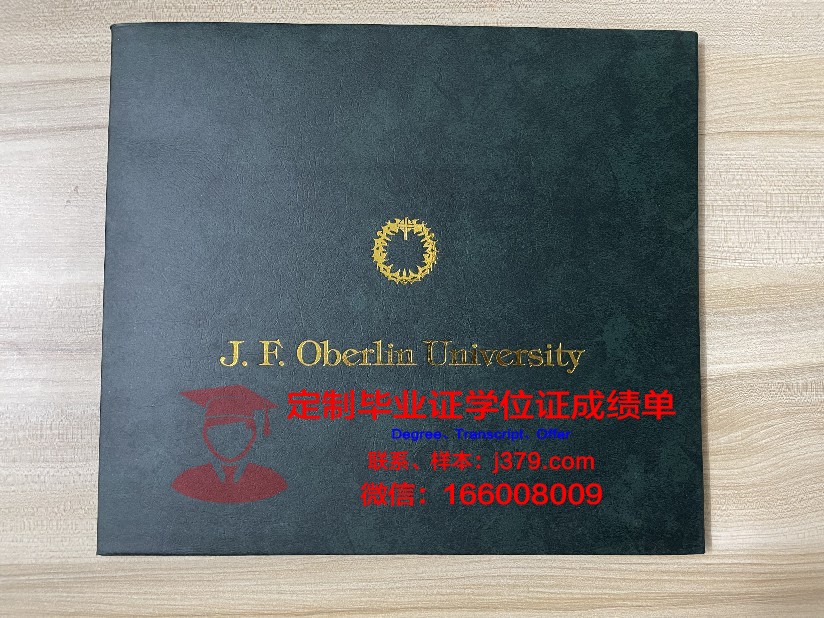 J. F. Oberlin University
定制毕业证学位证成绩单
Degree、Transcript、Offer
联系、样本：j379.com
微信：166008009